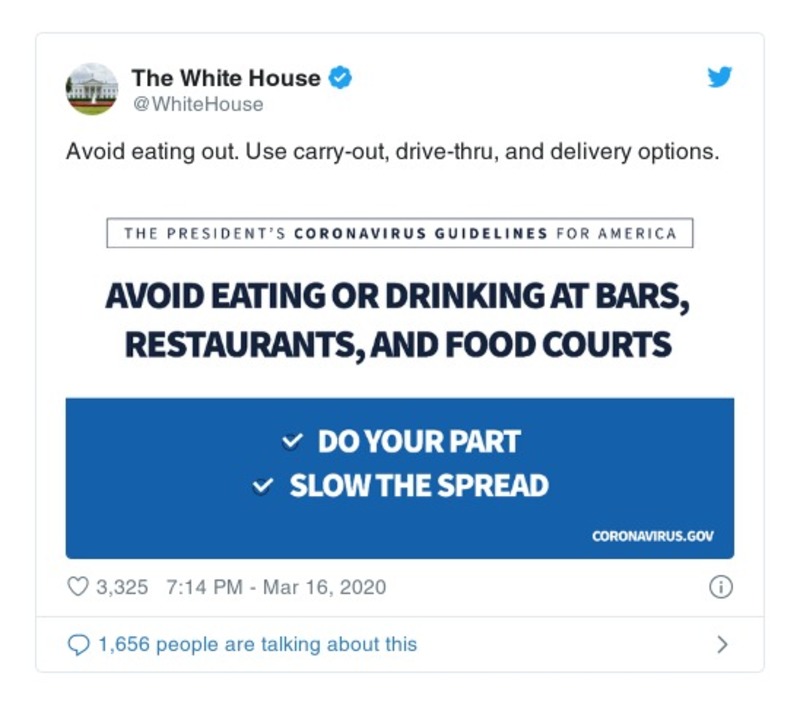 The White House
@WhiteHouse
Avoid eating out. Use carry-out, drive-thru, and delivery options.
THE PRESIDENT'S CORONAVIRUS GUIDELINES FOR AMERICA
AVOID EATING OR DRINKING AT BARS,
RESTAURANTS, AND FOOD COURTS
DO YOUR PART
SLOW THE SPREAD
CORONAVIRUS.GOV
3,325 7:14 PM - Mar 16, 2020
1,656 people are talking about this